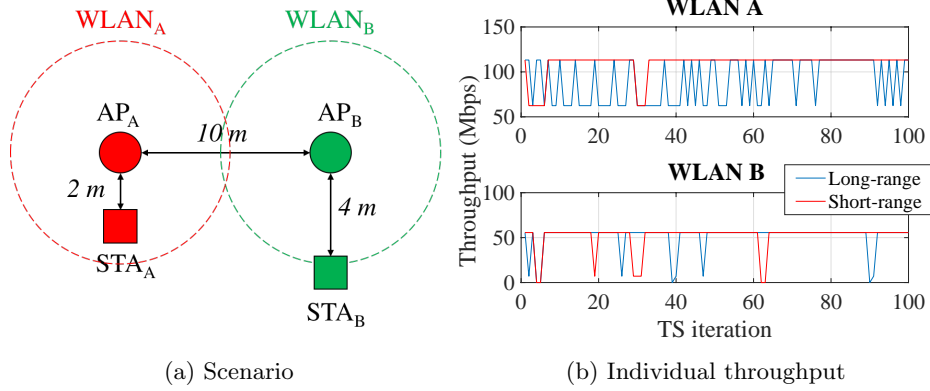 WLAN_A
WLAN_B
AP_A
AP_B
10 m
2 m
4 m
STA_A
STA_B
(a) Scenario
WLAN A
150
100
50
0
20
40
60
80
100
Throughput (Mbps)
WLAN B
Long-range
Short-range
100
50
0
0
20
40
60
80
100
TS iteration
(b) Individual throughput